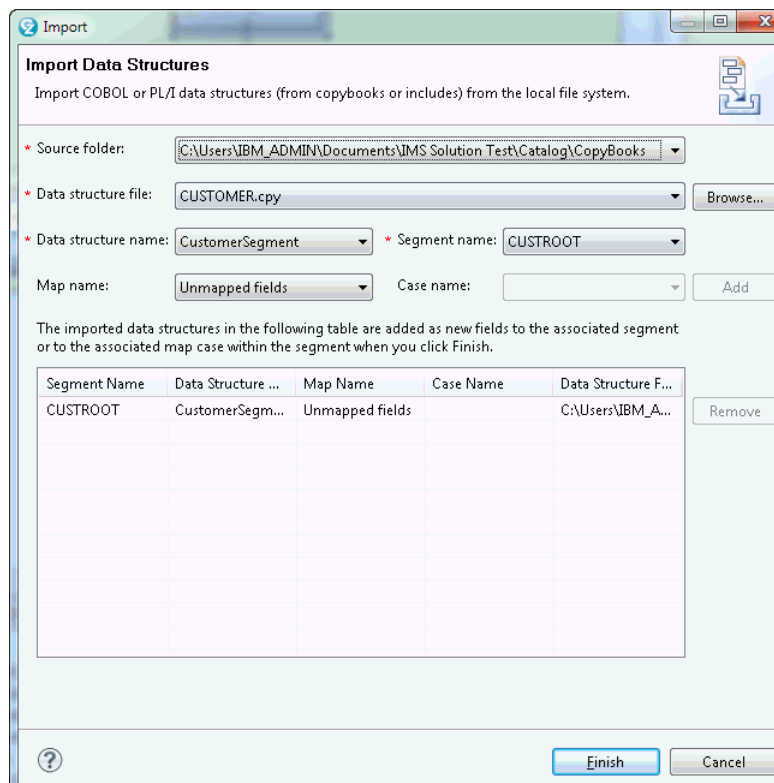 Import
Import Data Structures
Import COBOL or PL/I data structures (from copybooks or includes) from the local file system.
* Source folder: C:\Users\IBM_ADMIN\Documents\IMS Solution Test\Catalog\CopyBooks
* Data structure file: CUSTOMER.cpy Browse...
* Data structure name: CustomerSegment * Segment name: CUSTROOT
Map name: Unmapped fields Case name: Add
The imported data structures in the following table are added as new fields to the associated segment
or to the associated map case within the segment when you click Finish.
Segment Name Data Structure ... Map Name Case Name Data Structure F...
CUSTROOT CustomerSegm... Unmapped fields C:\Users\IBM_A...
Remove
Finish Cancel